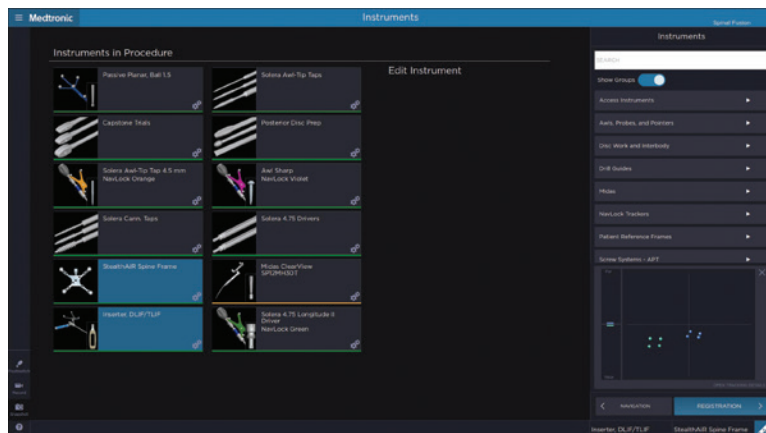 Medtronic
Instruments
Spinal Fusion
Instruments in Procedure
Passive Planar, Ball 1.5
Solera Awl-Tip Taps
Capstone Trials
Posterior Disc Prep
Solera Awl-Tip Tap 4.5 mm
NavLock Orange
Awl Sharp
NavLock Violet
Solera Cann. Taps
Solera 4.75 Drivers
StealthAIR Spine Frame
Midas ClearView
Inserter, DLIF/TLIF
Solera 4.75 Longitude II
Driver
NavLock Green
Edit Instrument
Instruments
SEARCH
Show Groups
Access Instruments
Awls, Probes, and Pointers
Disc Work and Interbody
Drill Guides
Midas
NavLock Trackers
Patient Reference Frames
Screw Systems - APT
NAVIGATION
REGISTRATION
Inserter, DLIF/TLIF
StealthAIR Spine Frame